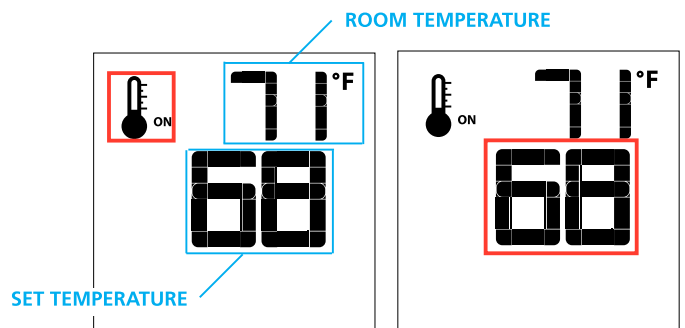 ROOM TEMPERATURE
71 °F
ON
68
SET TEMPERATURE
71 °F
ON
68